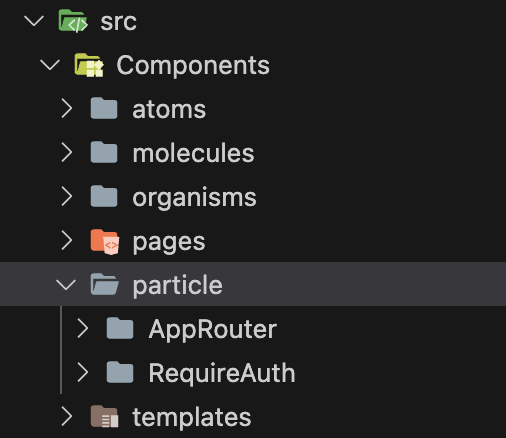 src
Components
atoms
molecules
organisms
pages
particle
AppRouter
RequireAuth
templates